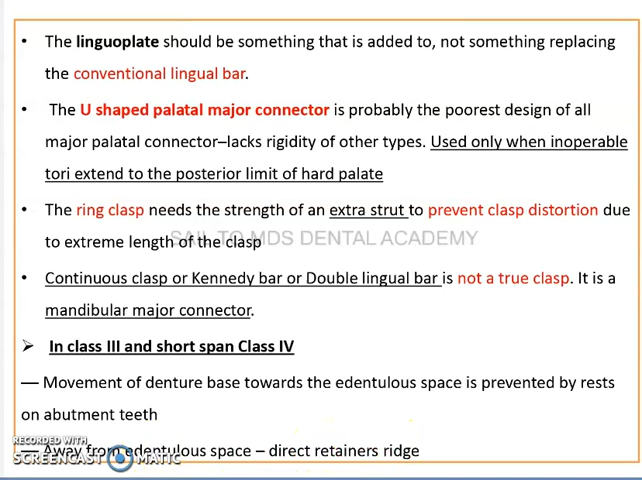 • The linguoplate should be something that is added to, not something replacing
the conventional lingual bar.
• The U shaped palatal major connector is probably the poorest design of all
major palatal connector–lacks rigidity of other types. Used only when inoperable
tori extend to the posterior limit of hard palate
• The ring clasp needs the strength of an extra strut to prevent clasp distortion due
to extreme length of the clasp
SAIL TO MDS DENTAL ACADEMY
• Continuous clasp or Kennedy bar or Double lingual bar is not a true clasp. It is a
mandibular major connector.
➢ In class III and short span Class IV
— Movement of denture base towards the edentulous space is prevented by rests
on abutment teeth
RECORDED WITH
— Away from edentulous space – direct retainers ridge
SCREENCAST MATIC